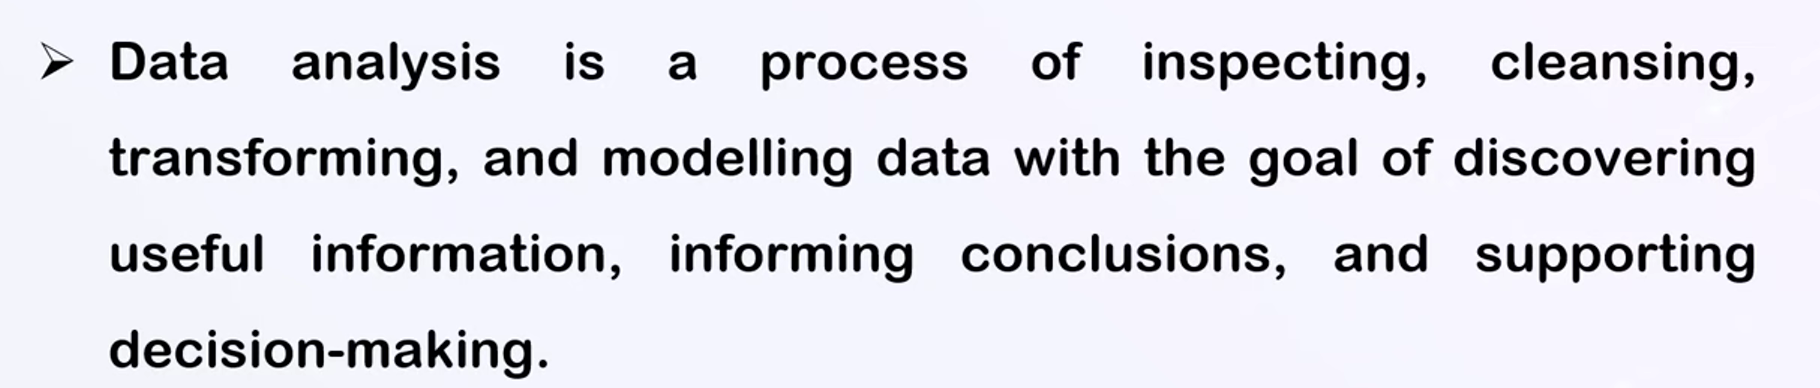 ➢ Data analysis is a process of inspecting, cleansing,
transforming, and modelling data with the goal of discovering
useful information, informing conclusions, and supporting
decision-making.